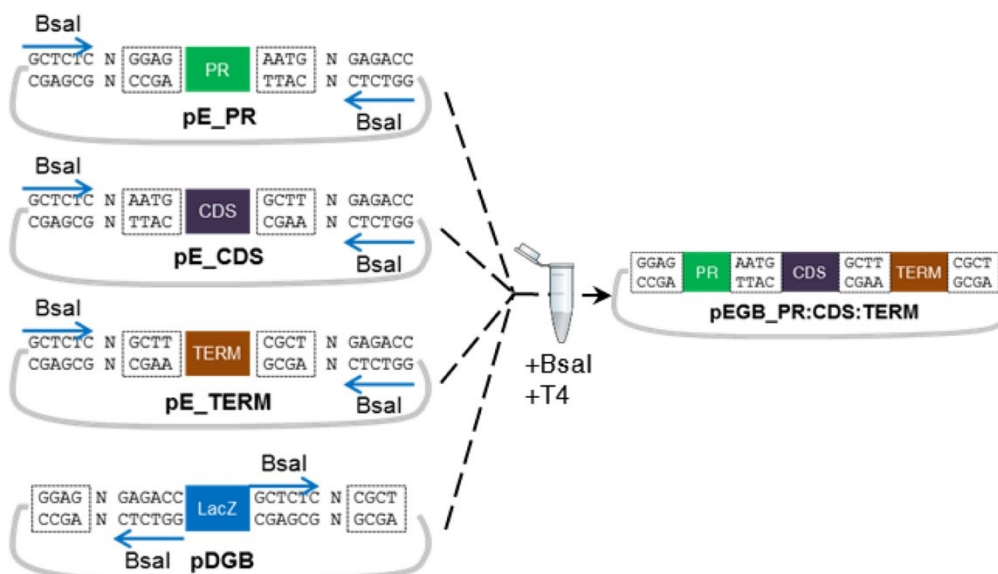 BsaI
GCTCTC N GGAG PR AATG N GAGACC
CGAGCG N CCGA TTAC N CTCTGG
BsaI
pE_PR
BsaI
GCTCTC N AATG CDS GCTT N GAGACC
CGAGCG N TTAC CGAA N CTCTGG
BsaI
pE_CDS
BsaI
GCTCTC N GCTT TERM CGCT N GAGACC
CGAGCG N CGAA GCGA N CTCTGG
BsaI
pE_TERM
BsaI
GGAG N GAGACC LacZ GCTCTC N CGCT
CCGA N CTCTGG CGAGCG N GCGA
BsaI
pDGB
+BsaI
+T4
GGAG PR AATG CDS GCTT TERM CGCT
CCGA TTAC CGAA GCGA
pEGB_PR:CDS:TERM